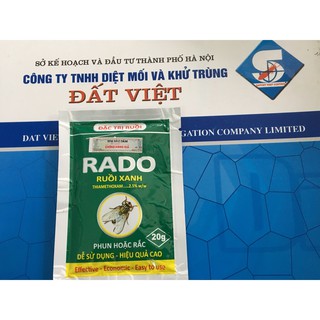 SỞ KẾ HOẠCH VÀ ĐẦU TƯ THÀNH PHỐ HÀ NỘI
CÔNG TY TNHH DIỆT MỐI VÀ KHỬ TRÙNG
ĐẤT VIỆT
DAT VIET
GATION COMPANY LIMITED
ĐẶC TRỊ RUỒI
RADO
RUỒI XANH
THIAMETHOXAM.....2.5% w/w
20g
PHUN HOẶC RẮC
DỄ SỬ DỤNG - HIỆU QUẢ CAO
Effective - Economic - Easy to Use